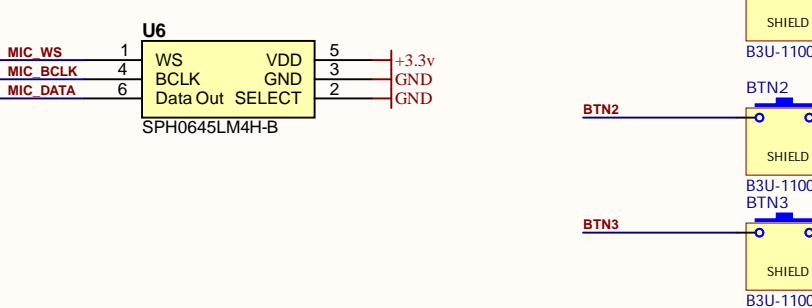 U6
MIC_WS 1 WS VDD 5 +3.3v
MIC_BCLK 4 BCLK GND 3 GND
MIC_DATA 6 Data Out SELECT 2 GND
SPH0645LM4H-B
SHIELD
B3U-1100
BTN2
BTN2
SHIELD
B3U-1100
BTN3
BTN3
SHIELD
B3U-1100